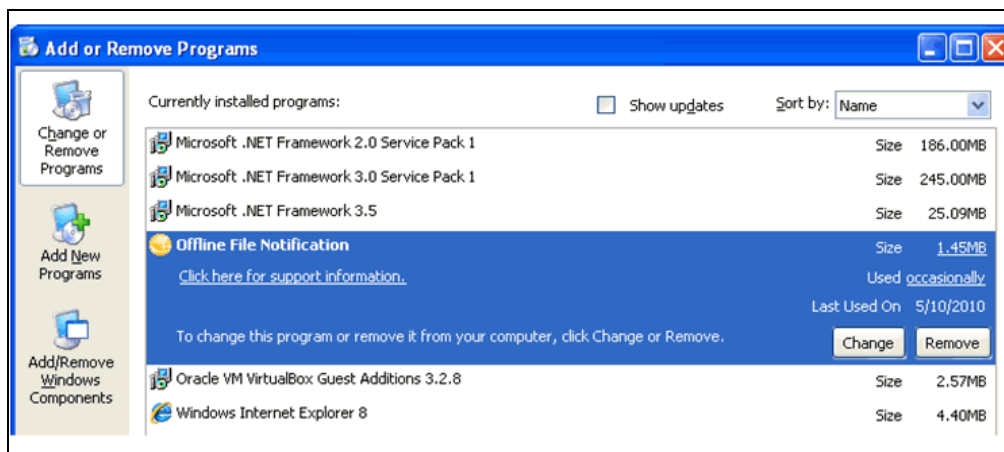 Add or Remove Programs
Change or Remove Programs
Currently installed programs:
Show updates
Sort by: Name
Microsoft .NET Framework 2.0 Service Pack 1 Size 186.00MB
Microsoft .NET Framework 3.0 Service Pack 1 Size 245.00MB
Microsoft .NET Framework 3.5 Size 25.09MB
Add New Programs
Offline File Notification Size 1.45MB
Click here for support information. Used occasionally
Last Used On 5/10/2010
To change this program or remove it from your computer, click Change or Remove. Change Remove
Add/Remove Windows Components
Oracle VM VirtualBox Guest Additions 3.2.8 Size 2.57MB
Windows Internet Explorer 8 Size 4.40MB